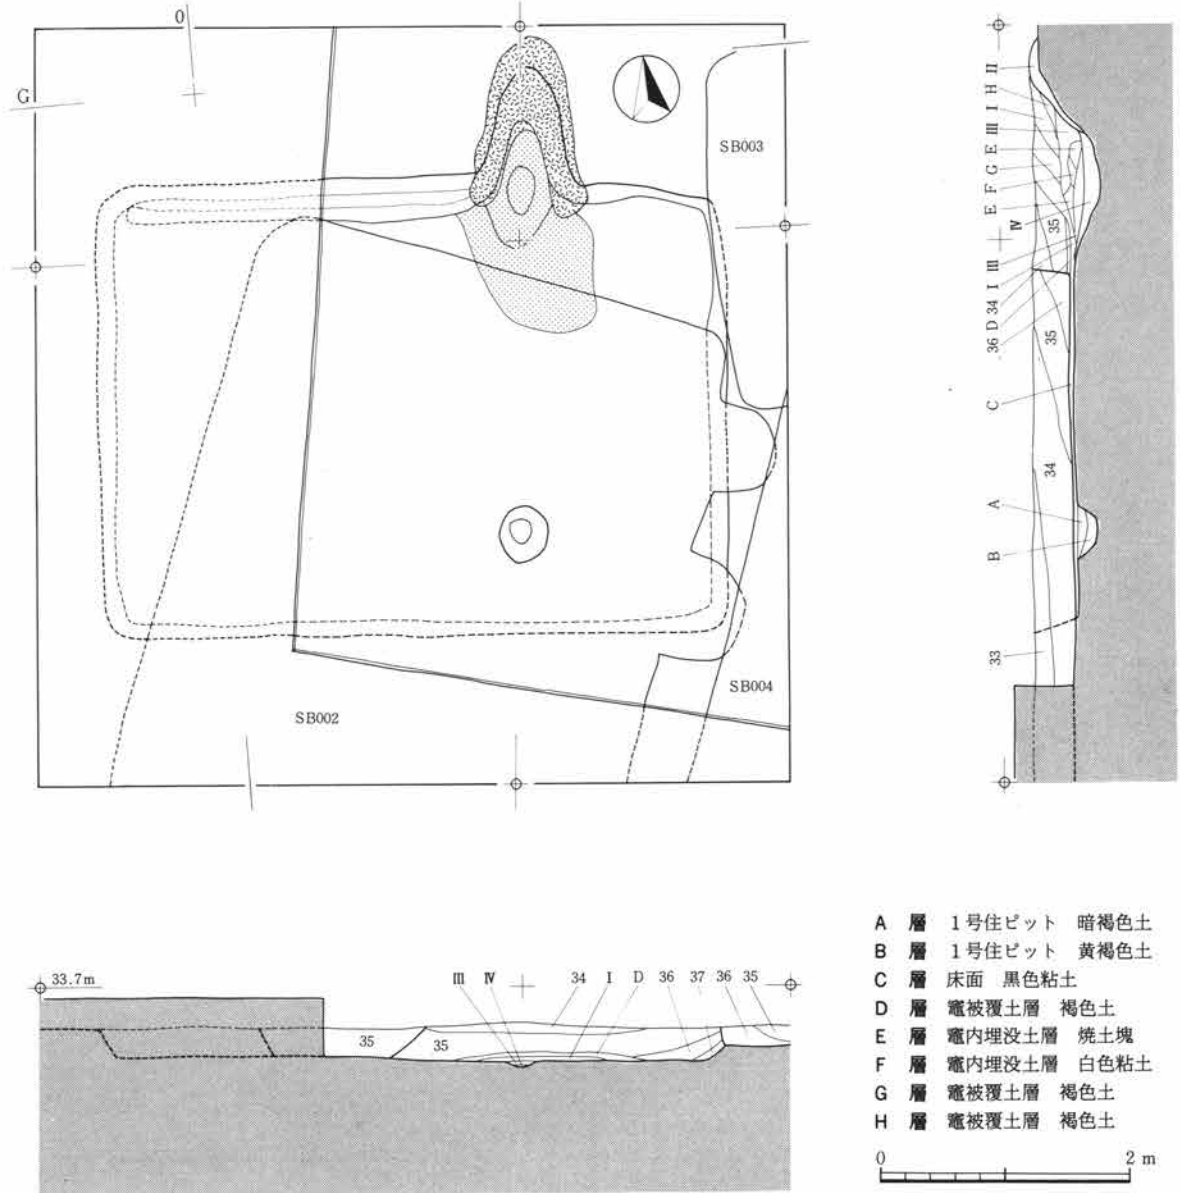 0
G
SB003
SB004
SB002
II
H
I
III
E
G
F
E
IV
35
III
I
34
D
36
35
C
34
A
B
33
33.7m
III IV 34 I D 36 37 36 35
35 35
A 層 1号住ピット 暗褐色土
B 層 1号住ピット 黄褐色土
C 層 床面 黒色粘土
D 層 竈被覆土層 褐色土
E 層 竈内埋没土層 焼土塊
F 層 竈内埋没土層 白色粘土
G 層 竈被覆土層 褐色土
H 層 竈被覆土層 褐色土
0 2 m